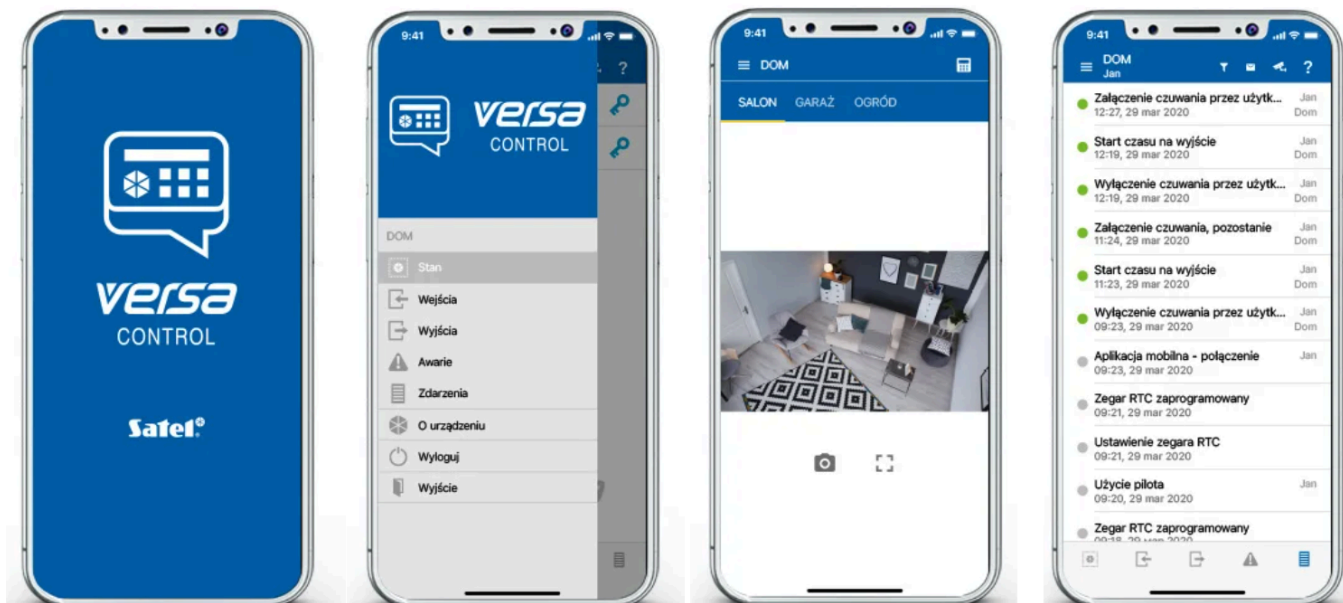 versa
CONTROL
Satel
9:41
?
versa
CONTROL
DOM
Stan
Wejścia
Wyjścia
Awarie
Zdarzenia
O urządzeniu
Wyloguj
Wyjście
9:41
DOM
SALON GARAŻ OGRÓD
9:41
DOM
Jan
?
Załączenie czuwania przez użytk... Jan
12:27, 29 mar 2020 Dom
Start czasu na wyjście Jan
12:19, 29 mar 2020 Dom
Wyłączenie czuwania przez użytk... Jan
12:19, 29 mar 2020 Dom
Załączenie czuwania, pozostanie Jan
11:24, 29 mar 2020 Dom
Start czasu na wyjście Jan
11:23, 29 mar 2020 Dom
Wyłączenie czuwania przez użytk... Jan
09:23, 29 mar 2020 Dom
Aplikacja mobilna - połączenie Jan
09:23, 29 mar 2020
Zegar RTC zaprogramowany
09:21, 29 mar 2020
Ustawienie zegara RTC
09:21, 29 mar 2020
Użycie pilota Jan
09:20, 29 mar 2020
Zegar RTC zaprogramowany
09:18, 29 mar 2020